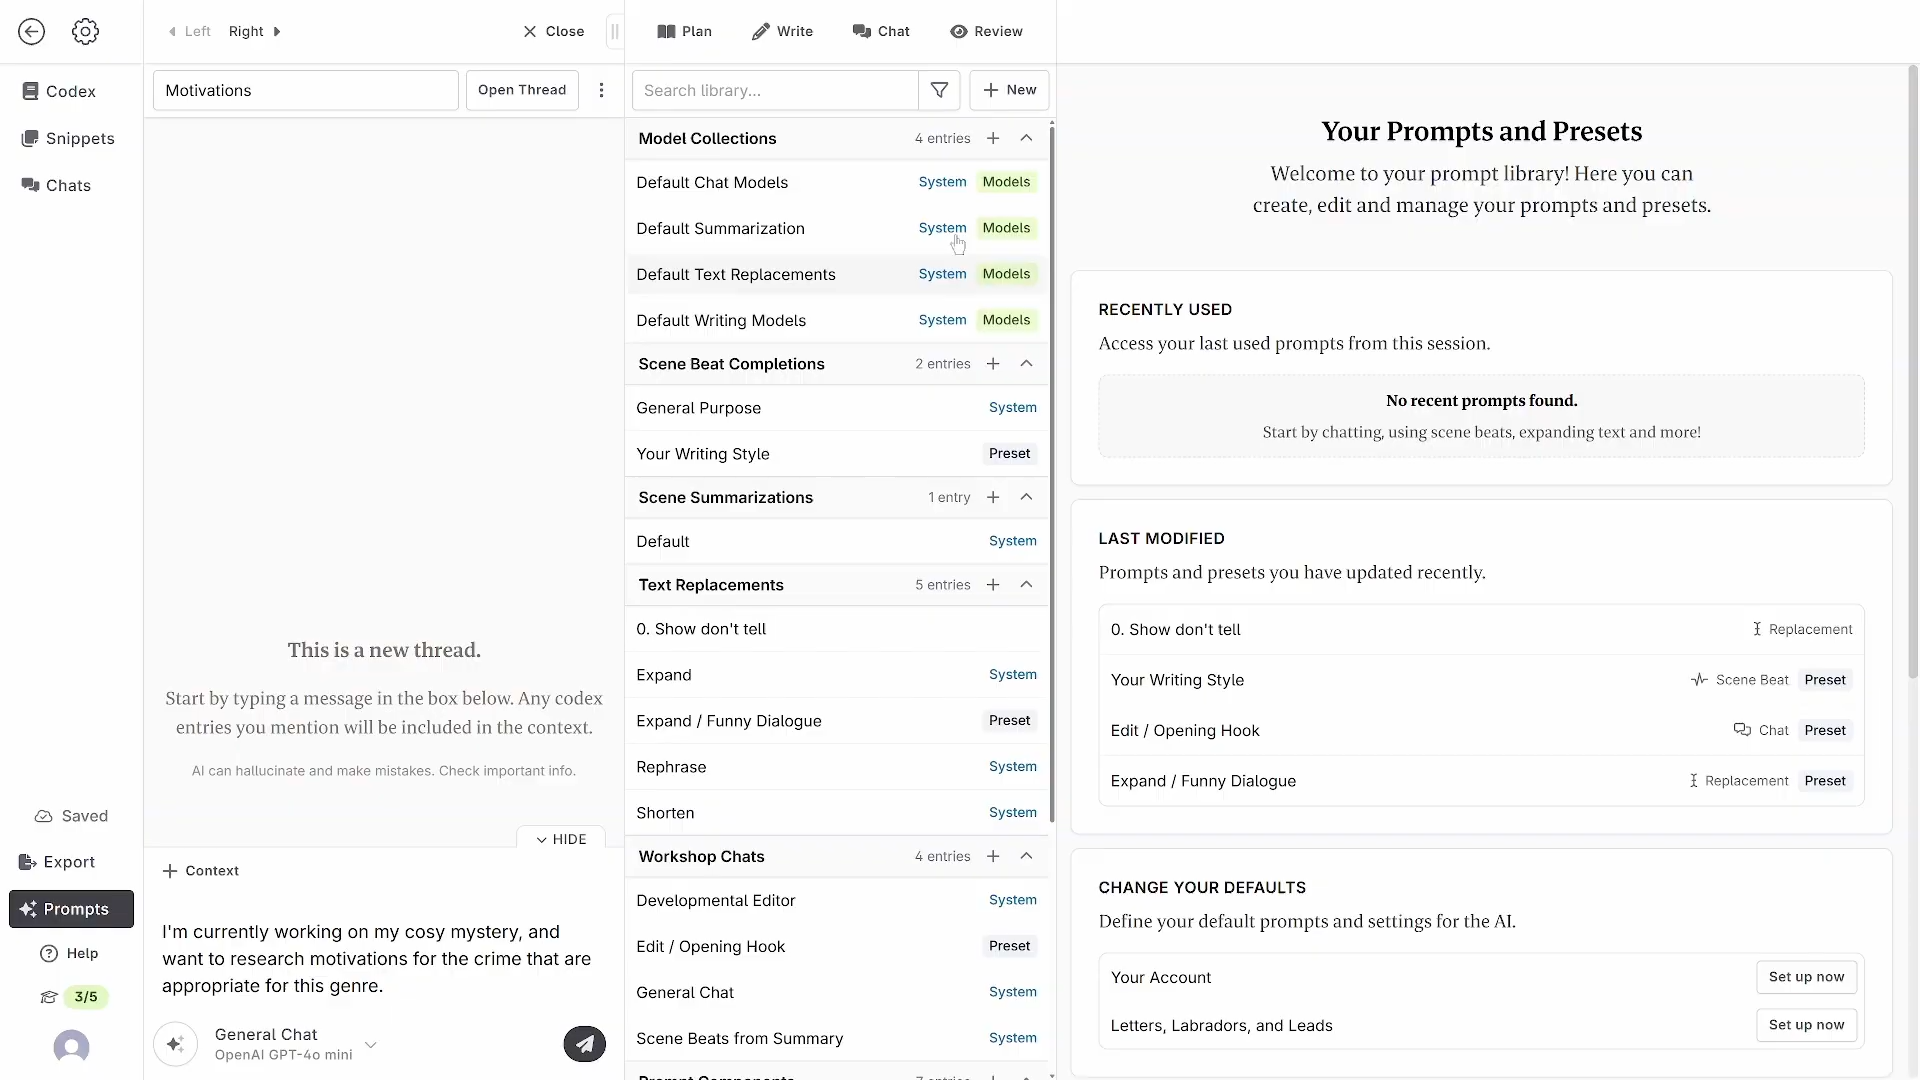 Left
Right
Close
Plan
Write
Chat
Review
Codex
Snippets
Chats
Motivations
Open Thread
Search library...
New
Model Collections
4 entries
Default Chat Models
System
Models
Default Summarization
System
Models
Default Text Replacements
System
Models
Default Writing Models
System
Models
Scene Beat Completions
2 entries
General Purpose
System
Your Writing Style
Preset
Scene Summarizations
1 entry
Default
System
Text Replacements
5 entries
0. Show don't tell
Expand
System
Expand / Funny Dialogue
Preset
Rephrase
System
Shorten
System
Workshop Chats
4 entries
Developmental Editor
System
Edit / Opening Hook
Preset
General Chat
System
Scene Beats from Summary
System
Prompt Components
7 entries
This is a new thread.
Start by typing a message in the box below. Any codex
entries you mention will be included in the context.
AI can hallucinate and make mistakes. Check important info.
HIDE
Context
I'm currently working on my cosy mystery, and
want to research motivations for the crime that are
appropriate for this genre.
General Chat
OpenAI GPT-4o mini
Saved
Export
Prompts
Help
3/5
Your Prompts and Presets
Welcome to your prompt library! Here you can
create, edit and manage your prompts and presets.
RECENTLY USED
Access your last used prompts from this session.
No recent prompts found.
Start by chatting, using scene beats, expanding text and more!
LAST MODIFIED
Prompts and presets you have updated recently.
0. Show don't tell
Replacement
Your Writing Style
Scene Beat
Preset
Edit / Opening Hook
Chat
Preset
Expand / Funny Dialogue
Replacement
Preset
CHANGE YOUR DEFAULTS
Define your default prompts and settings for the AI.
Your Account
Set up now
Letters, Labradors, and Leads
Set up now